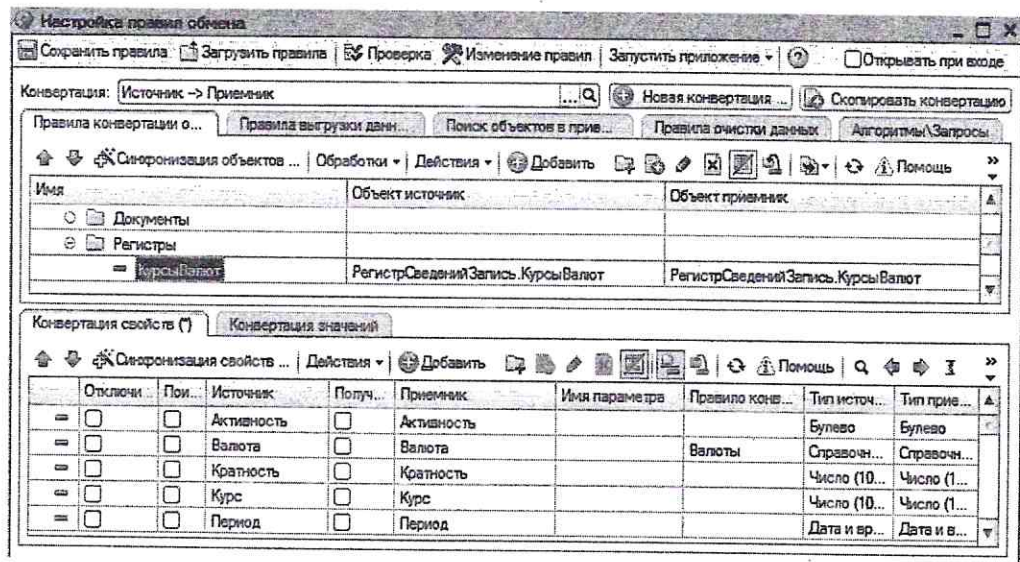 Настройка правил обмена
Сохранить правила Загрузить правила Проверка Изменение правил Запустить приложение Открывать при входе
Конвертация: Источник -> Приемник ... Новая конвертация ... Скопировать конвертацию
Правила конвертации о... Правила выгрузки данн... Поиск объектов в прие... Правила очистки данных Алгоритмы\Запросы
Синхронизация объектов ... Обработки Действия Добавить Помощь
Имя Объект источник Объект приемник
Документы
Регистры
КурсыВалют РегистрСведенийЗапись.КурсыВалют РегистрСведенийЗапись.КурсыВалют
Конвертация свойств (*) Конвертация значений
Синхронизация свойств ... Действия Добавить Помощь
Отключи... Пои... Источник Получ... Приемник Имя параметра Правило конв... Тип источ... Тип прие...
Активность Активность Булево Булево
Валюта Валюта Валюты Справочн... Справочн...
Кратность Кратность Число (10... Число (1...
Курс Курс Число (10... Число (1...
Период Период Дата и вр... Дата и в...